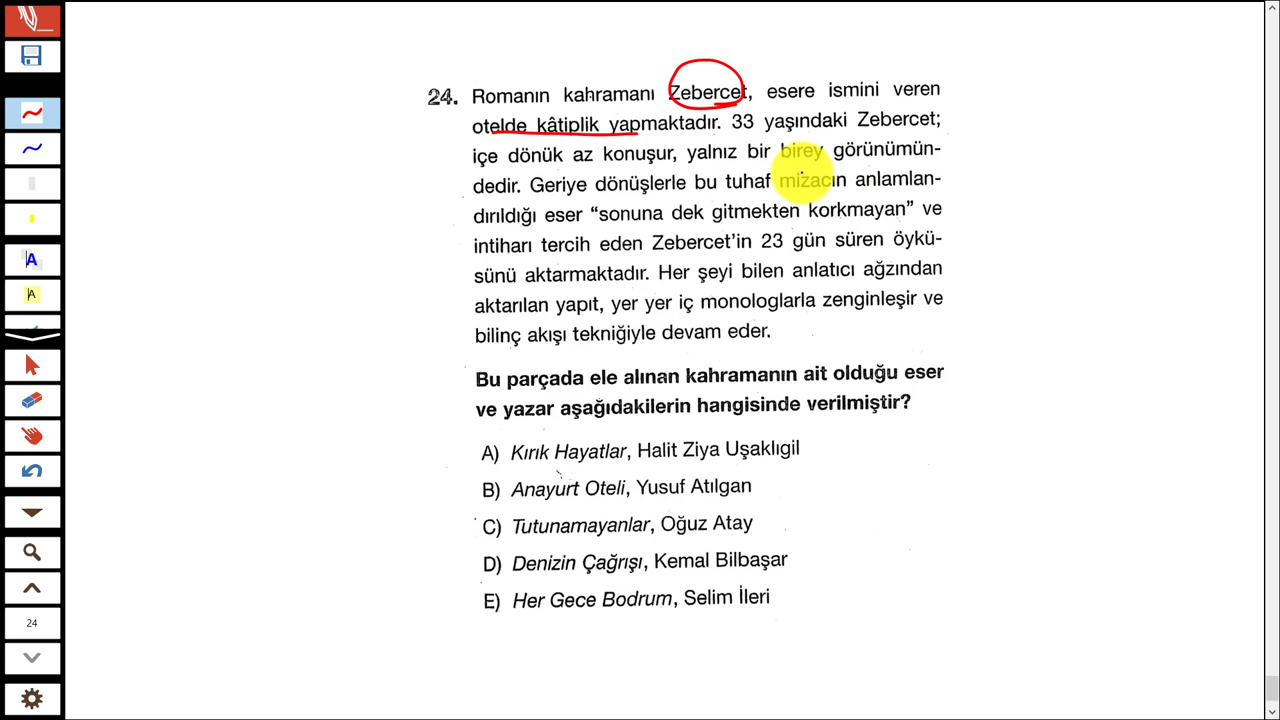 24. Romanın kahramanı Zebercet, esere ismini veren
otelde kâtiplik yapmaktadır. 33 yaşındaki Zebercet;
içe dönük az konuşur, yalnız bir birey görünümün-
dedir. Geriye dönüşlerle bu tuhaf mizacın anlamlan-
dırıldığı eser “sonuna dek gitmekten korkmayan” ve
intiharı tercih eden Zebercet’in 23 gün süren öykü-
sünü aktarmaktadır. Her şeyi bilen anlatıcı ağzından
aktarılan yapıt, yer yer iç monologlarla zenginleşir ve
bilinç akışı tekniğiyle devam eder.
Bu parçada ele alınan kahramanın ait olduğu eser
ve yazar aşağıdakilerin hangisinde verilmiştir?
A) Kırık Hayatlar, Halit Ziya Uşaklıgil
B) Anayurt Oteli, Yusuf Atılgan
C) Tutunamayanlar, Oğuz Atay
D) Denizin Çağrışı, Kemal Bilbaşar
E) Her Gece Bodrum, Selim İleri
A
A
24